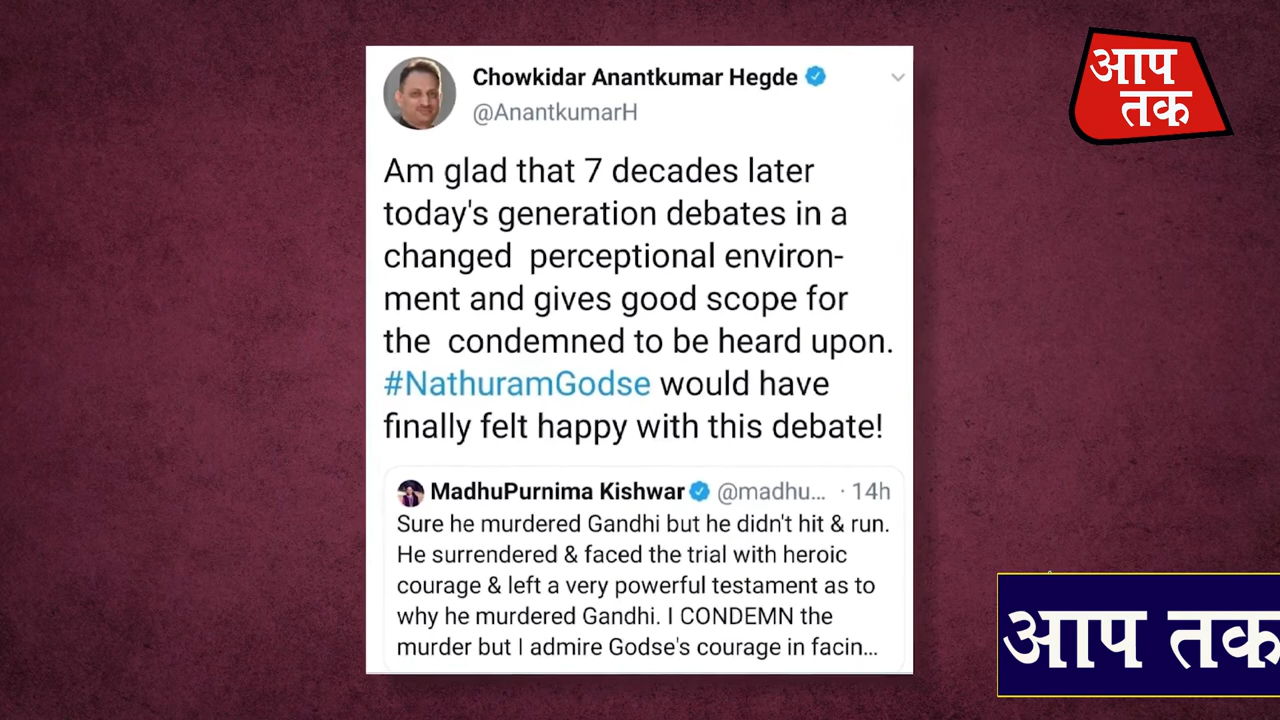 Chowkidar Anantkumar Hegde
@AnantkumarH
Am glad that 7 decades later
today's generation debates in a
changed perceptional environ-
ment and gives good scope for
the condemned to be heard upon.
#NathuramGodse would have
finally felt happy with this debate!
MadhuPurnima Kishwar @madhu... · 14h
Sure he murdered Gandhi but he didn't hit & run.
He surrendered & faced the trial with heroic
courage & left a very powerful testament as to
why he murdered Gandhi. I CONDEMN the
murder but I admire Godse's courage in facin...
आप
तक
आप तक